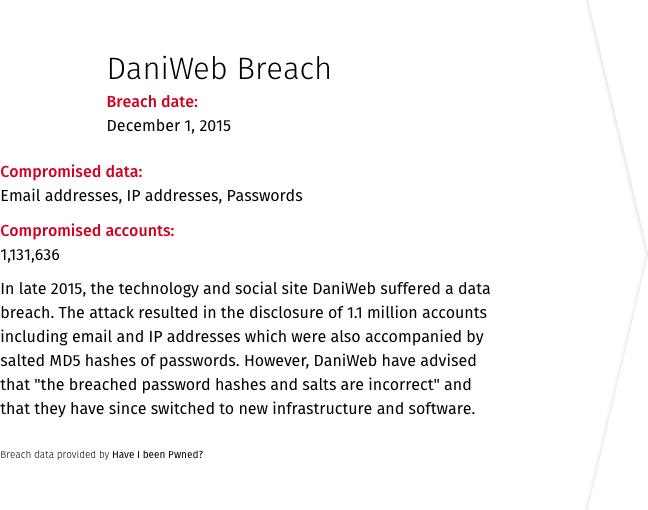 DaniWeb Breach
Breach date:
December 1, 2015
Compromised data:
Email addresses, IP addresses, Passwords
Compromised accounts:
1,131,636
In late 2015, the technology and social site DaniWeb suffered a data
breach. The attack resulted in the disclosure of 1.1 million accounts
including email and IP addresses which were also accompanied by
salted MD5 hashes of passwords. However, DaniWeb have advised
that "the breached password hashes and salts are incorrect" and
that they have since switched to new infrastructure and software.
Breach data provided by Have I been Pwned?